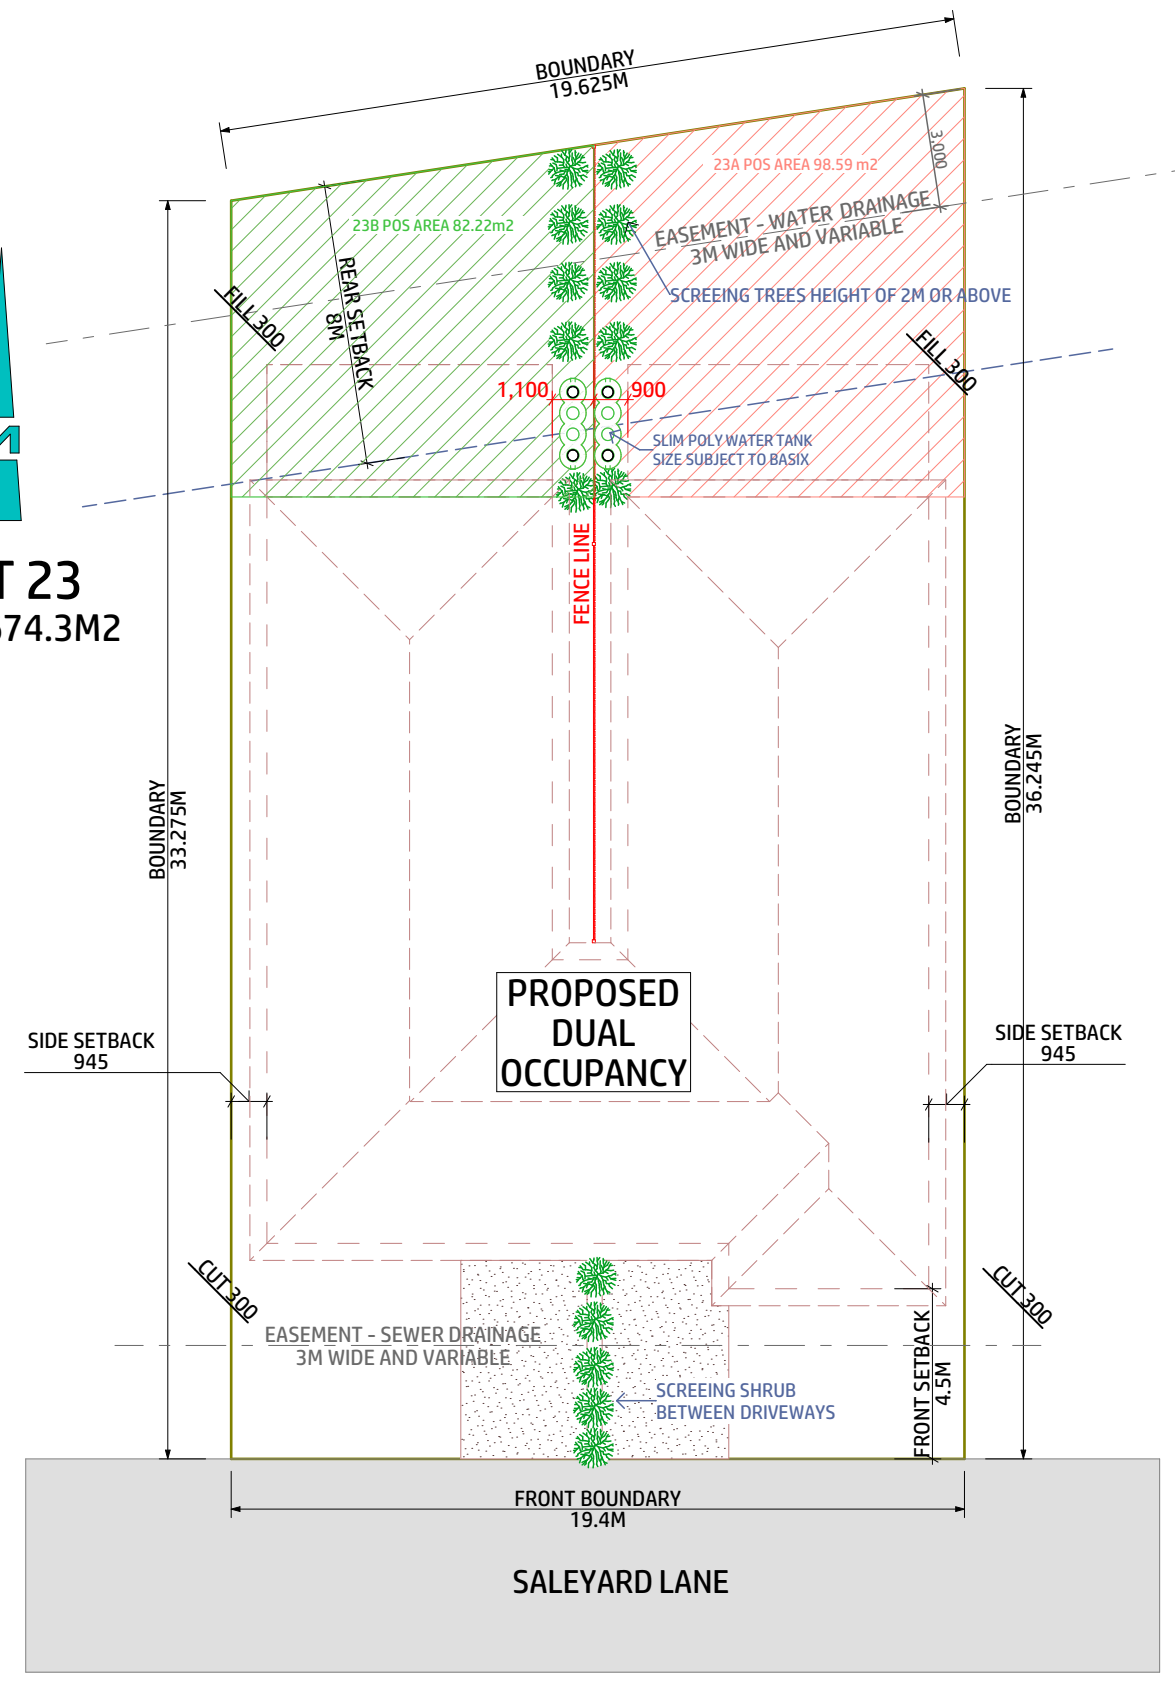 BOUNDARY
19.625M
23A POS AREA 98.59 m2
3,000
23B POS AREA 82.22m2
EASEMENT - WATER DRAINAGE
3M WIDE AND VARIABLE
REAR SETBACK
8M
FILL 300
SCREEING TREES HEIGHT OF 2M OR ABOVE
FILL 300
1,100
900
SLIM POLY WATER TANK
SIZE SUBJECT TO BASIX
FENCE LINE
T 23
674.3M2
BOUNDARY
33.275M
BOUNDARY
36.245M
PROPOSED
DUAL
OCCUPANCY
SIDE SETBACK
945
SIDE SETBACK
945
CUT 300
CUT 300
EASEMENT - SEWER DRAINAGE
3M WIDE AND VARIABLE
SCREEING SHRUB
BETWEEN DRIVEWAYS
FRONT SETBACK
4.5M
FRONT BOUNDARY
19.4M
SALEYARD LANE